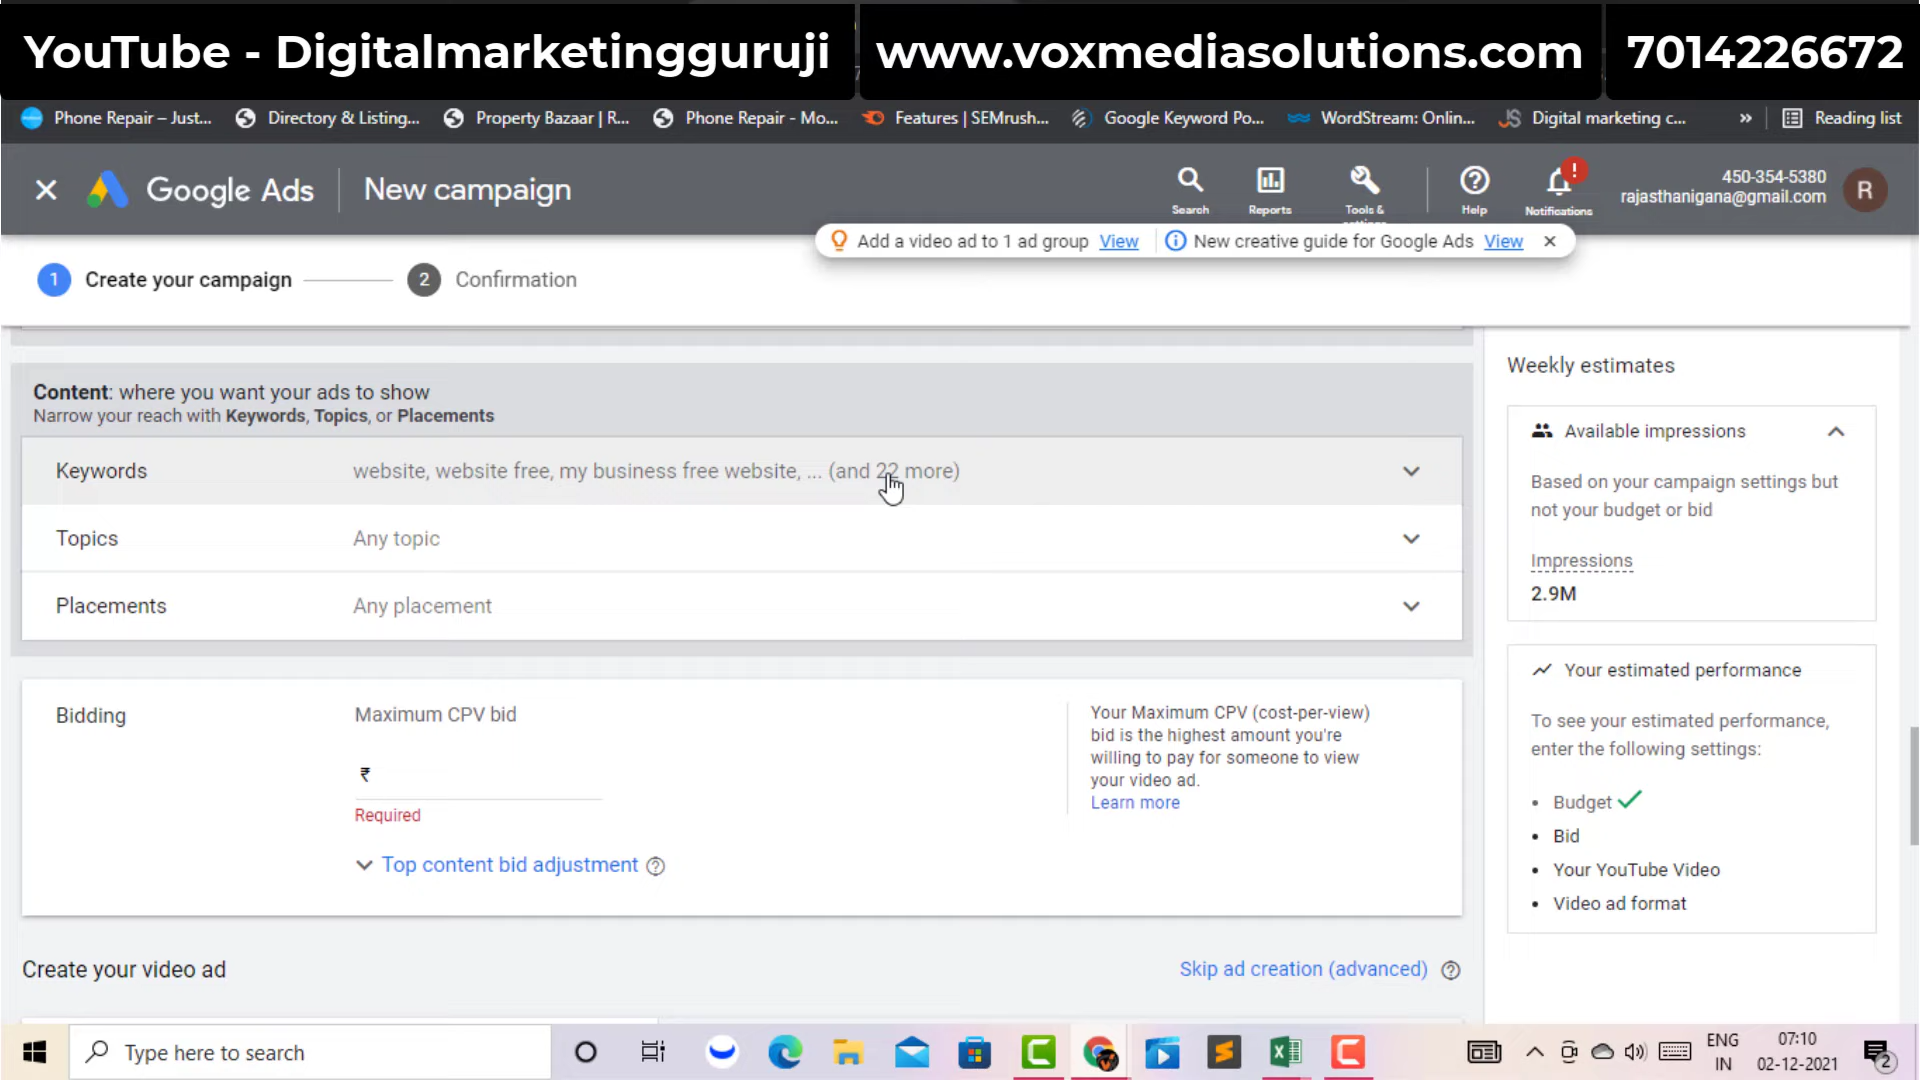 YouTube - Digitalmarketingguruji
www.voxmediasolutions.com
7014226672
Phone Repair – Just...
Directory & Listing...
Property Bazaar | R...
Phone Repair - Mo...
Features | SEMrush...
Google Keyword Po...
WordStream: Onlin...
Digital marketing c...
»
Reading list
Google Ads
New campaign
Search
Reports
Tools &
Help
Notifications
450-354-5380
rajasthanigana@gmail.com
R
Add a video ad to 1 ad group View
New creative guide for Google Ads View
1 Create your campaign
2 Confirmation
Content: where you want your ads to show
Narrow your reach with Keywords, Topics, or Placements
Keywords
website, website free, my business free website, ... (and 22 more)
Topics
Any topic
Placements
Any placement
Bidding
Maximum CPV bid
₹
Required
Top content bid adjustment
Your Maximum CPV (cost-per-view)
bid is the highest amount you're
willing to pay for someone to view
your video ad.
Learn more
Create your video ad
Skip ad creation (advanced)
Weekly estimates
Available impressions
Based on your campaign settings but
not your budget or bid
Impressions
2.9M
Your estimated performance
To see your estimated performance,
enter the following settings:
• Budget
• Bid
• Your YouTube Video
• Video ad format
Type here to search
ENG
IN
07:10
02-12-2021
2